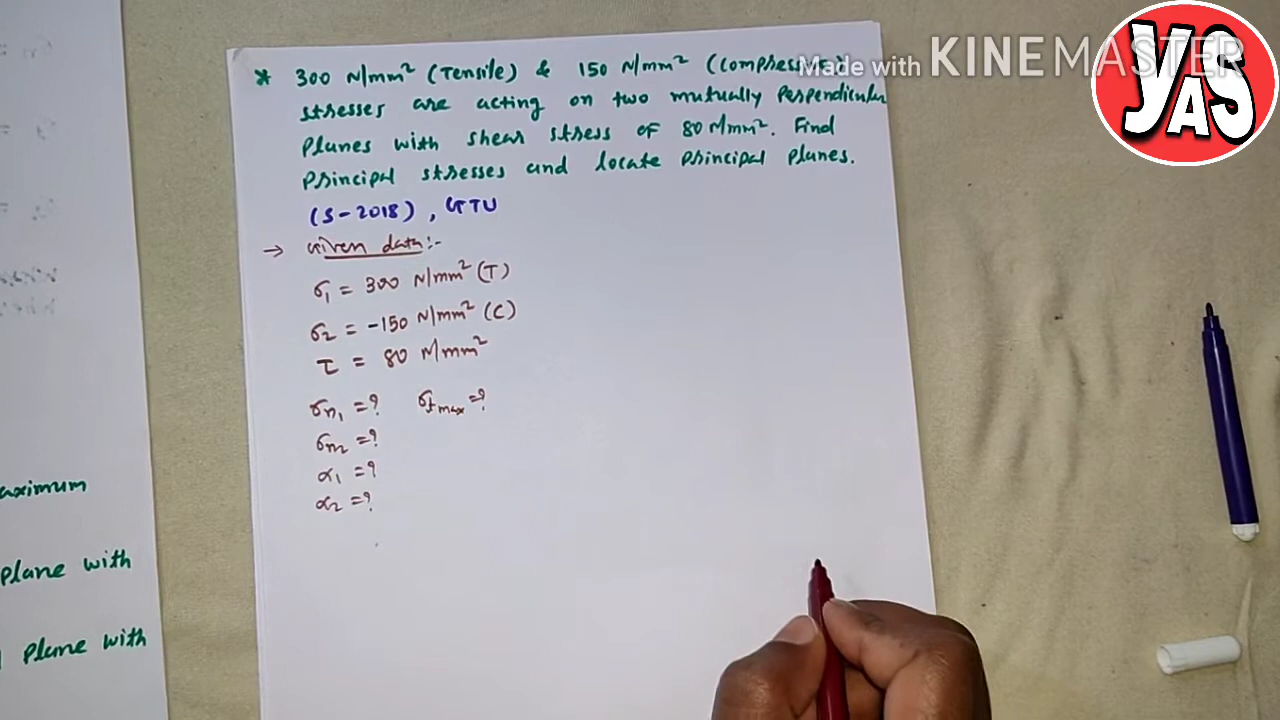 Made with KINEMASTER
YAS
* 300 N/mm² (Tensile) & 150 N/mm² (compressive)
stresses are acting on two mutually perpendicular
planes with shear stress of 80 N/mm². Find
principal stresses and locate principal planes.
(S-2018), GTU
→ Given data:-
σ₁ = 300 N/mm² (T)
σ₂ = -150 N/mm² (C)
τ = 80 N/mm²
σn₁ =? σt max =?
σn₂ =?
α₁ =?
α₂ =?
aximum
plane with
plane with